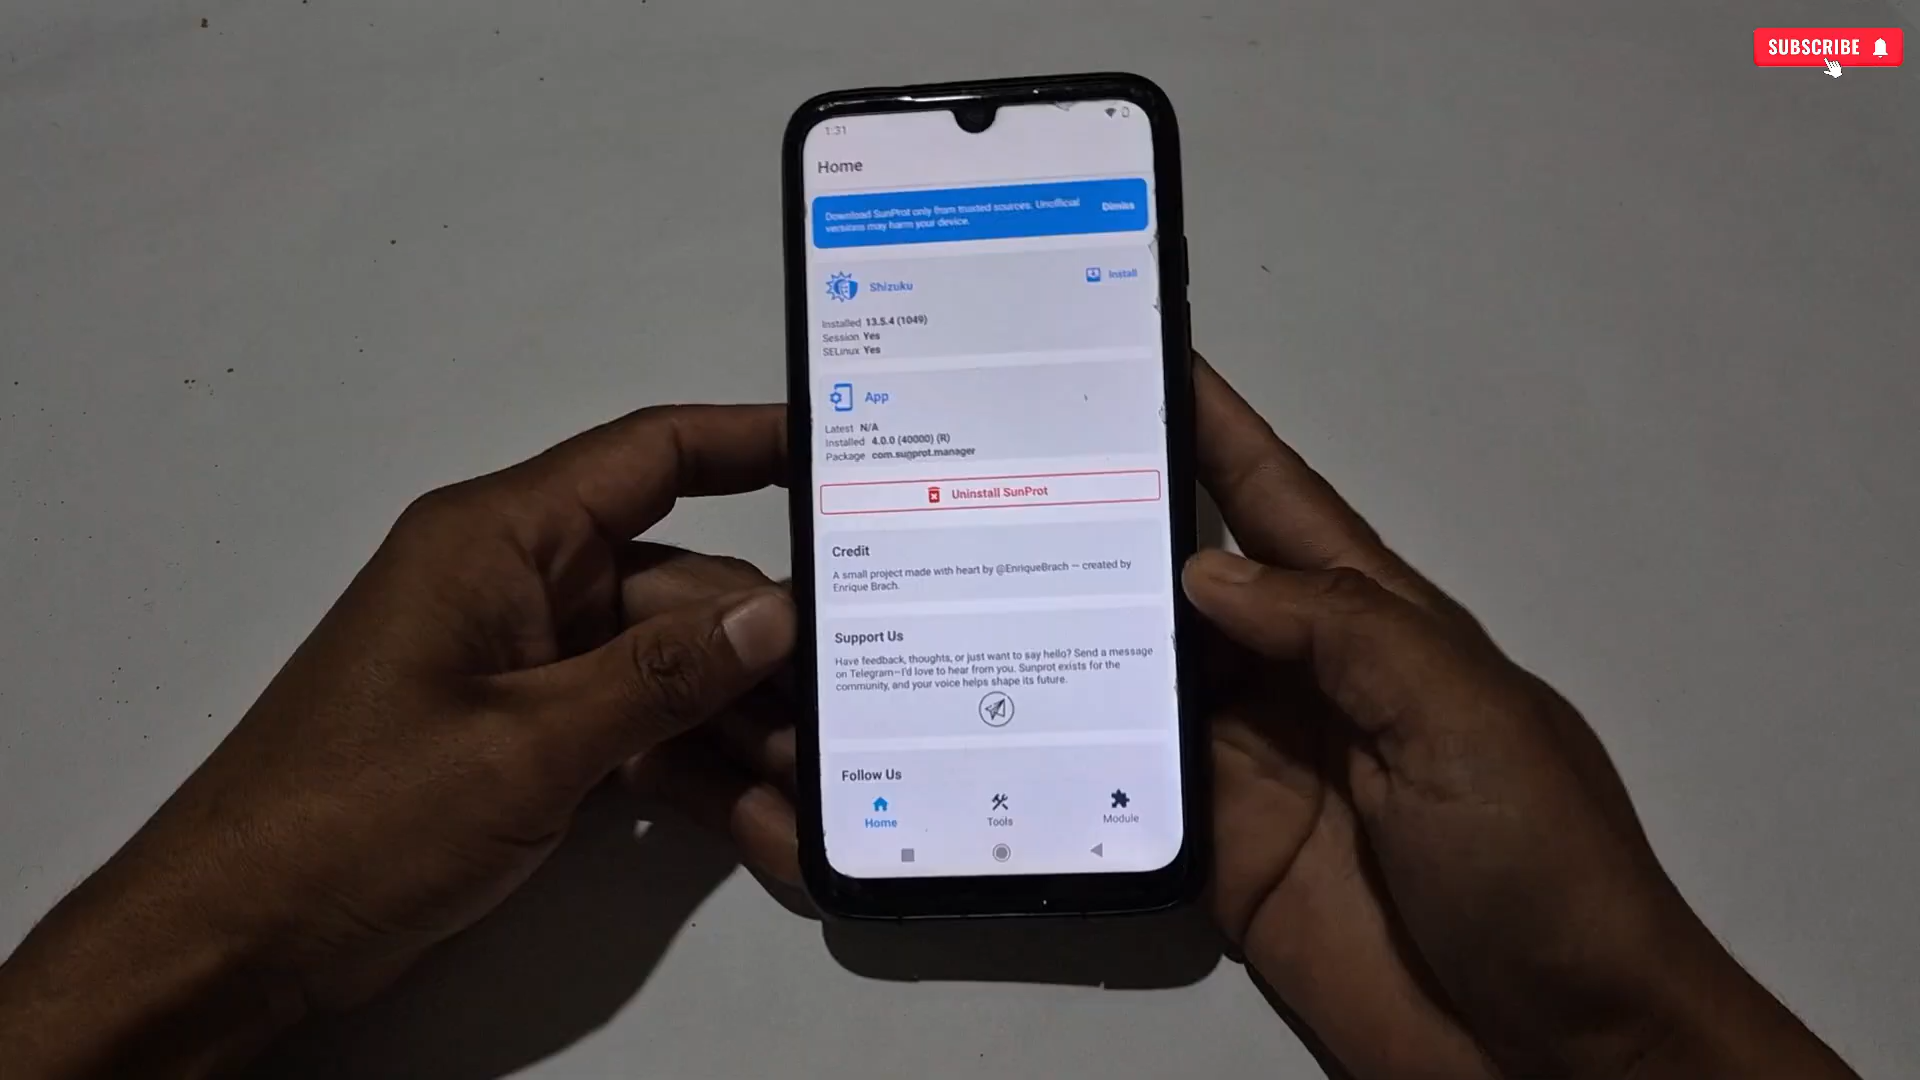 SUBSCRIBE
1:31
Home
Download SunProt only from trusted sources. Unofficial
versions may harm your device.
Dimiss
Shizuku
Install
Installed 13.5.4 (1049)
Session Yes
SELinux Yes
App
Latest N/A
Installed 4.0.0 (40000) (R)
Package com.sunprot.manager
Uninstall SunProt
Credit
A small project made with heart by @EnriqueBrach — created by
Enrique Brach.
Support Us
Have feedback, thoughts, or just want to say hello? Send a message
on Telegram—I'd love to hear from you. Sunprot exists for the
community, and your voice helps shape its future.
Follow Us
Home
Tools
Module